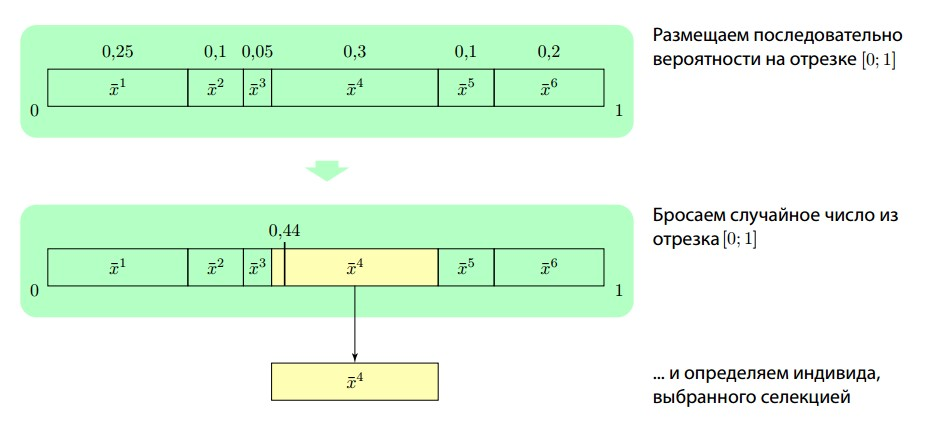 0,25 0,1 0,05 0,3 0,1 0,2
x̄¹ x̄² x̄³ x̄⁴ x̄⁵ x̄⁶
0 1
Размещаем последовательно
вероятности на отрезке [0; 1]
0,44
x̄¹ x̄² x̄³ x̄⁴ x̄⁵ x̄⁶
0 1
Бросаем случайное число из
отрезка [0; 1]
x̄⁴
... и определяем индивида,
выбранного селекцией